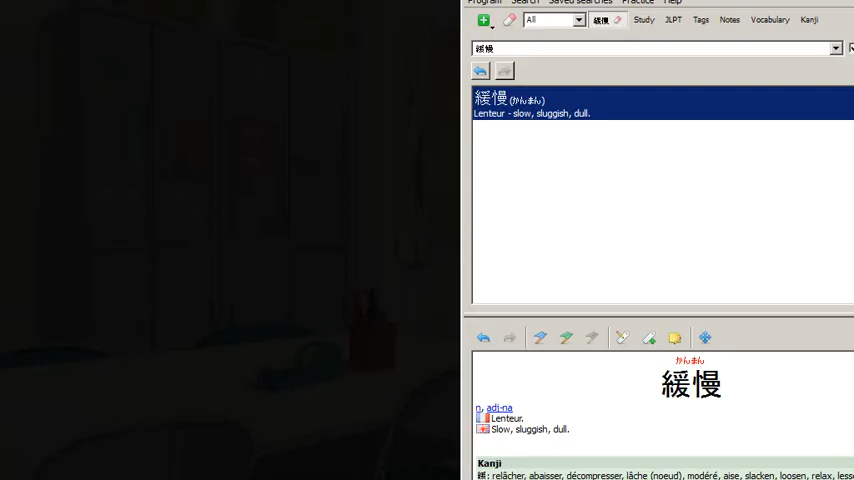 Program Search Saved searches Practice Help
All 緩慢 Study JLPT Tags Notes Vocabulary Kanji
緩慢
緩慢 (かんまん)
Lenteur - slow, sluggish, dull.
かんまん
緩慢
n, adj-na
Lenteur.
Slow, sluggish, dull.
Kanji
緩: relâcher, abaisser, décompresser, lâche (noeud), modéré, aise, slacken, loosen, relax, less